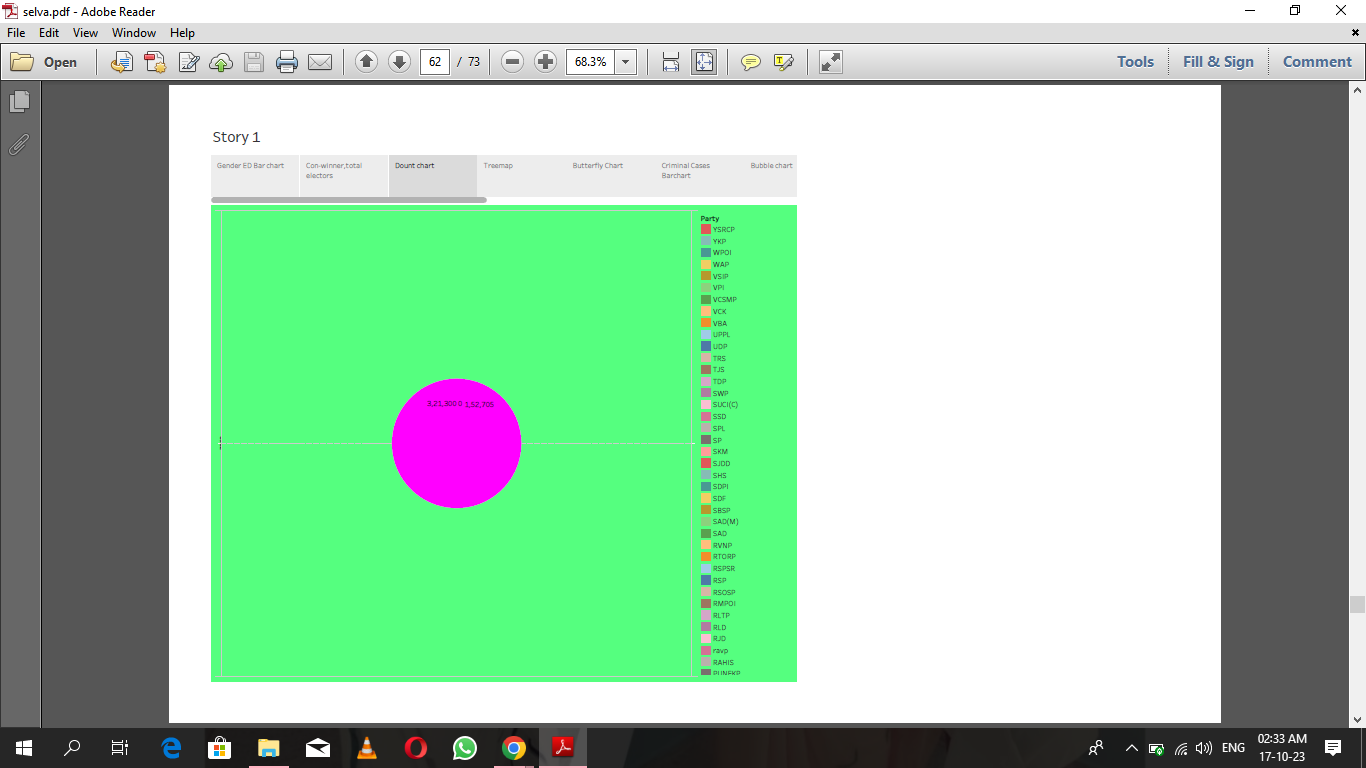 selva.pdf - Adobe Reader
File Edit View Window Help
Open
62 / 73
68.3%
Tools Fill & Sign Comment
Story 1
Gender ED Bar chart
Con-winner,total
electors
Dount chart
Treemap
Butterfly Chart
Criminal Cases
Barchart
Bubble chart
3,21,300 0 1,52,705
Party
YSRCP
YKP
WPOI
WAP
VSIP
VPI
VCSMP
VCK
VBA
UPPL
UDP
TRS
TJS
TDP
SWP
SUCI(C)
SSD
SPL
SP
SKM
SJDD
SHS
SDPI
SDF
SBSP
SAD(M)
SAD
RVNP
RTORP
RSPSR
RSP
RSOSP
RMPOI
RLTP
RLD
RJD
ravp
RAHIS
ENG
02:33 AM
17-10-23